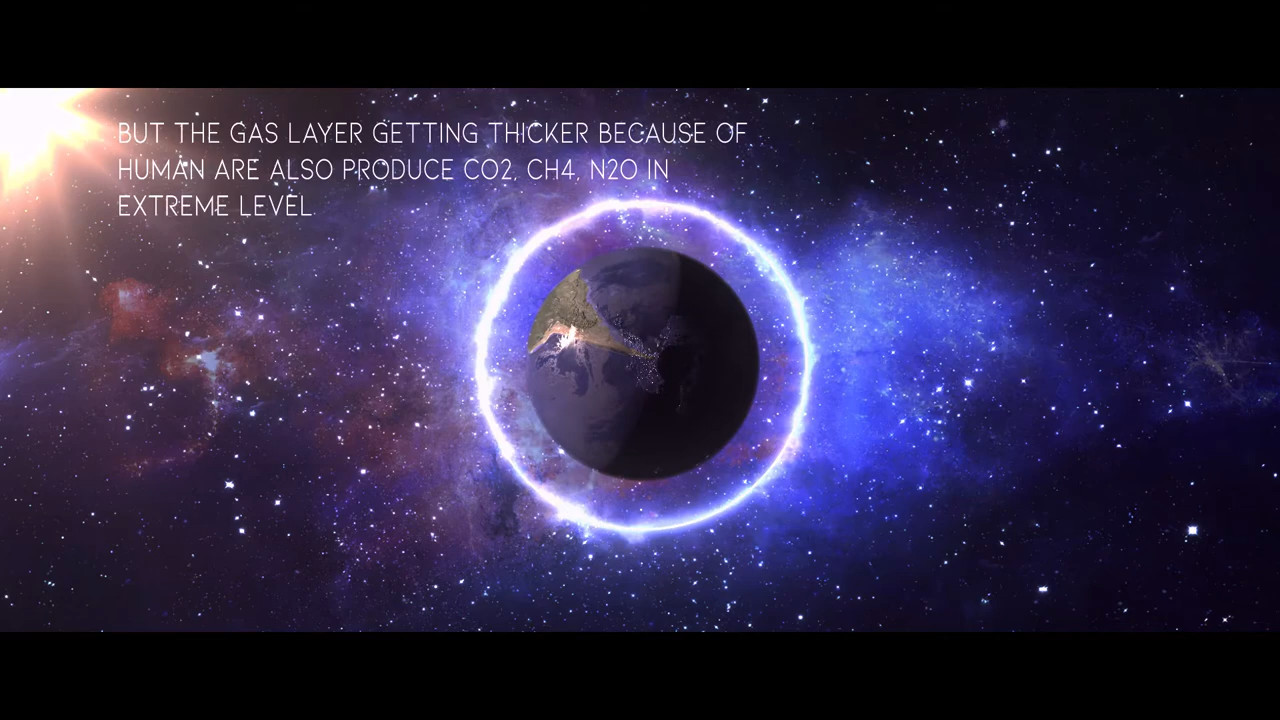 BUT THE GAS LAYER GETTING THICKER BECAUSE OF
HUMAN ARE ALSO PRODUCE CO2, CH4, N2O IN
EXTREME LEVEL